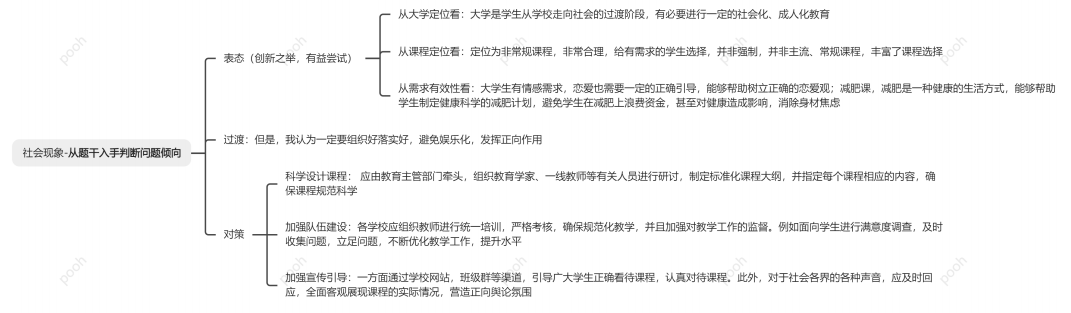 从大学定位看：大学是学生从学校走向社会的过渡阶段，有必要进行一定的社会化、成人化教育
表态（创新之举，有益尝试）
从课程定位看：定位为非常规课程，非常合理，给有需求的学生选择，并非强制，并非主流、常规课程，丰富了课程选择
从需求有效性看：大学生有情感需求，恋爱也需要一定的正确引导，能够帮助树立正确的恋爱观；减肥课，减肥是一种健康的生活方式，能够帮助
学生制定健康科学的减肥计划，避免学生在减肥上浪费资金，甚至对健康造成影响，消除身材焦虑
社会现象-从题干入手判断问题倾向
过渡：但是，我认为一定要组织好落实好，避免娱乐化，发挥正向作用
科学设计课程： 应由教育主管部门牵头，组织教育学家、一线教师等有关人员进行研讨，制定标准化课程大纲，并指定每个课程相应的内容，确
保课程规范科学
对策
加强队伍建设：各学校应组织教师进行统一培训，严格考核，确保规范化教学，并且加强对教学工作的监督。例如面向学生进行满意度调查，及时
收集问题，立足问题，不断优化教学工作，提升水平
加强宣传引导：一方面通过学校网站，班级群等渠道，引导广大学生正确看待课程，认真对待课程。此外，对于社会各界的各种声音，应及时回
应，全面客观展现课程的实际情况，营造正向舆论氛围
pooh
pooh
pooh
pooh
pooh
pooh
pooh
pooh